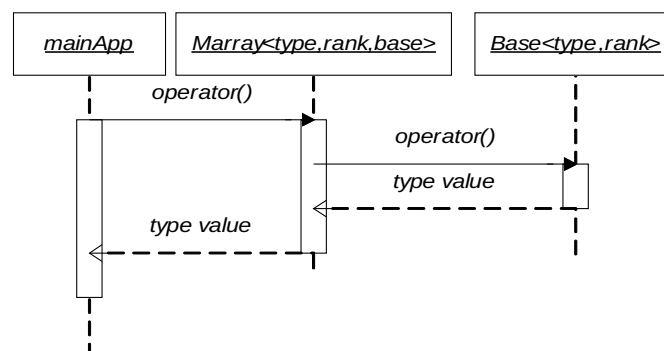 mainApp
Marray<type,rank,base>
Base<type,rank>
operator()
operator()
type value
type value